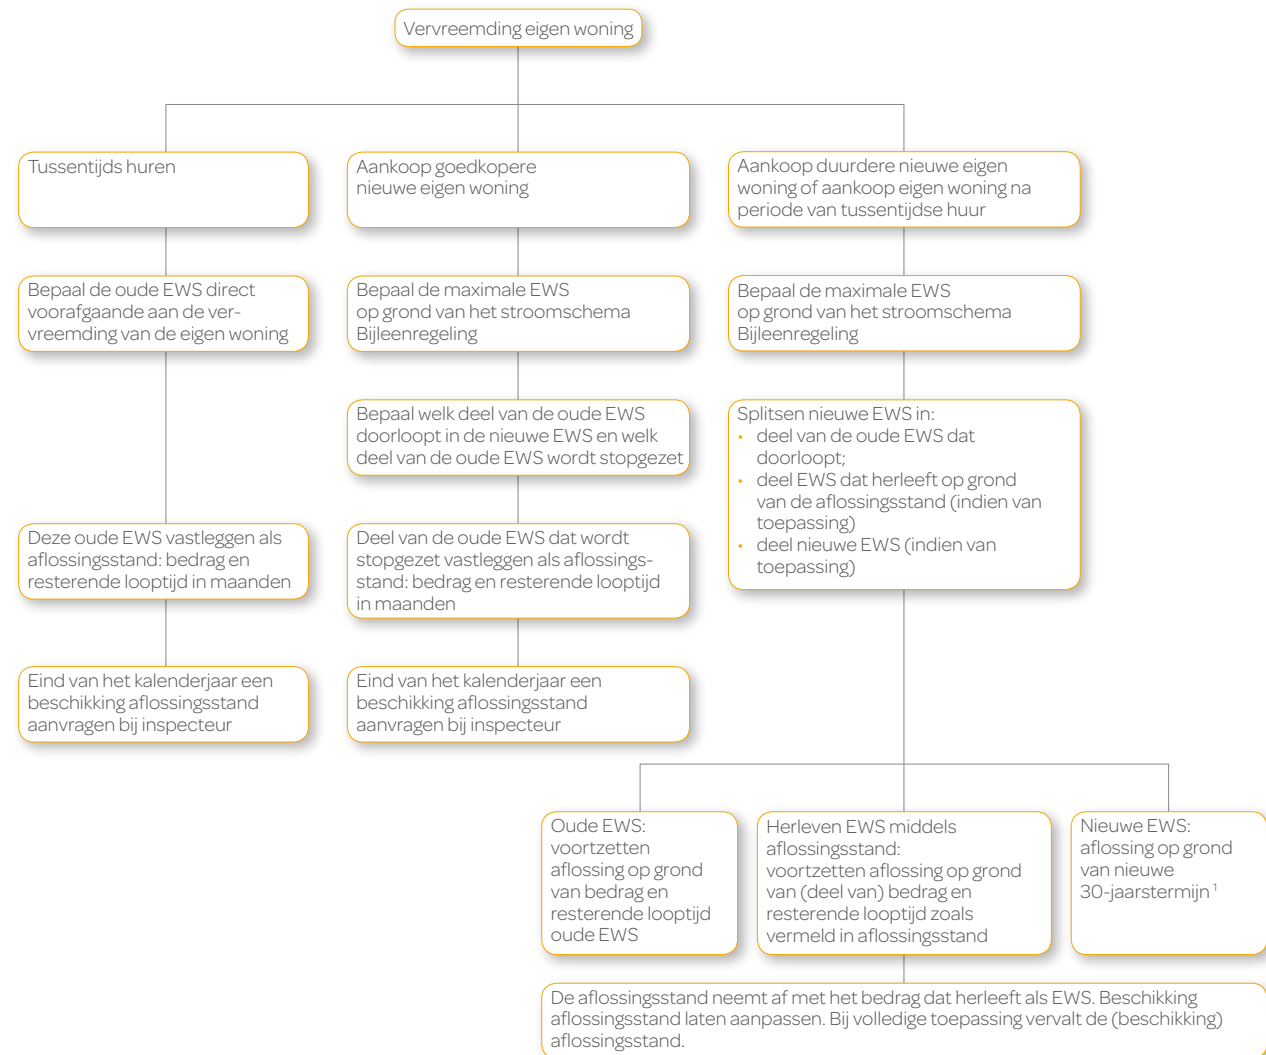 Vervreemding eigen woning
Tussentijds huren
Aankoop goedkopere
nieuwe eigen woning
Aankoop duurdere nieuwe eigen
woning of aankoop eigen woning na
periode van tussentijdse huur
Bepaal de oude EWS direct
voorafgaande aan de ver-
vreemding van de eigen woning
Bepaal de maximale EWS
op grond van het stroomschema
Bijleenregeling
Bepaal de maximale EWS
op grond van het stroomschema
Bijleenregeling
Bepaal welk deel van de oude EWS
doorloopt in de nieuwe EWS en welk
deel van de oude EWS wordt stopgezet
Splitsen nieuwe EWS in:
• deel van de oude EWS dat
doorloopt;
• deel EWS dat herleeft op grond
van de aflossingsstand (indien van
toepassing)
• deel nieuwe EWS (indien van
toepassing)
Deze oude EWS vastleggen als
aflossingsstand: bedrag en
resterende looptijd in maanden
Deel van de oude EWS dat wordt
stopgezet vastleggen als aflossings-
stand: bedrag en resterende looptijd
in maanden
Eind van het kalenderjaar een
beschikking aflossingsstand
aanvragen bij inspecteur
Eind van het kalenderjaar een
beschikking aflossingsstand
aanvragen bij inspecteur
Oude EWS:
voortzetten
aflossing op grond
van bedrag en
resterende looptijd
oude EWS
Herleven EWS middels
aflossingsstand:
voortzetten aflossing op grond
van (deel van) bedrag en
resterende looptijd zoals
vermeld in aflossingsstand
Nieuwe EWS:
aflossing op grond
van nieuwe
30-jaarstermijn ¹
De aflossingsstand neemt af met het bedrag dat herleeft als EWS. Beschikking
aflossingsstand laten aanpassen. Bij volledige toepassing vervalt de (beschikking)
aflossingsstand.